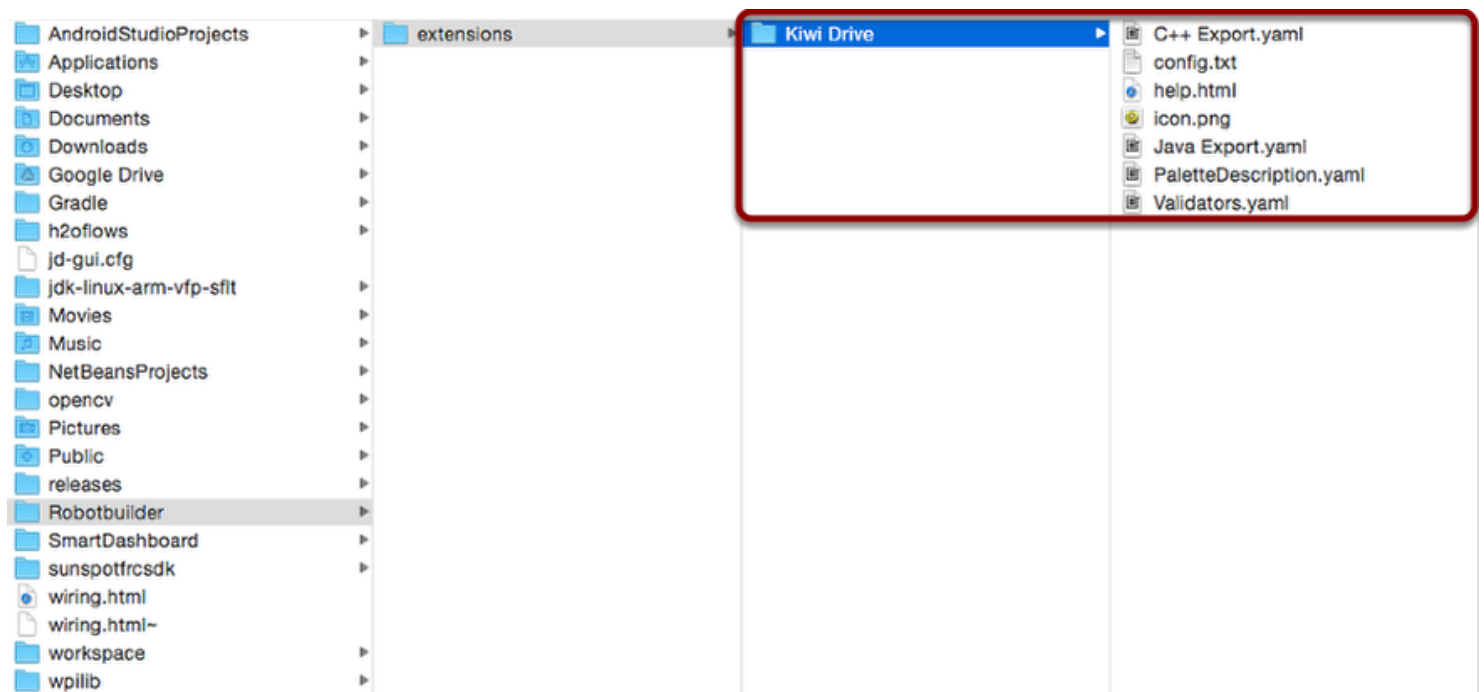 AndroidStudioProjects
Applications
Desktop
Documents
Downloads
Google Drive
Gradle
h2oflows
jd-gui.cfg
jdk-linux-arm-vfp-sflt
Movies
Music
NetBeansProjects
opencv
Pictures
Public
releases
Robotbuilder
SmartDashboard
sunspotfrcsdk
wiring.html
wiring.html~
workspace
wpilib
extensions
Kiwi Drive
C++ Export.yaml
config.txt
help.html
icon.png
Java Export.yaml
PaletteDescription.yaml
Validators.yaml